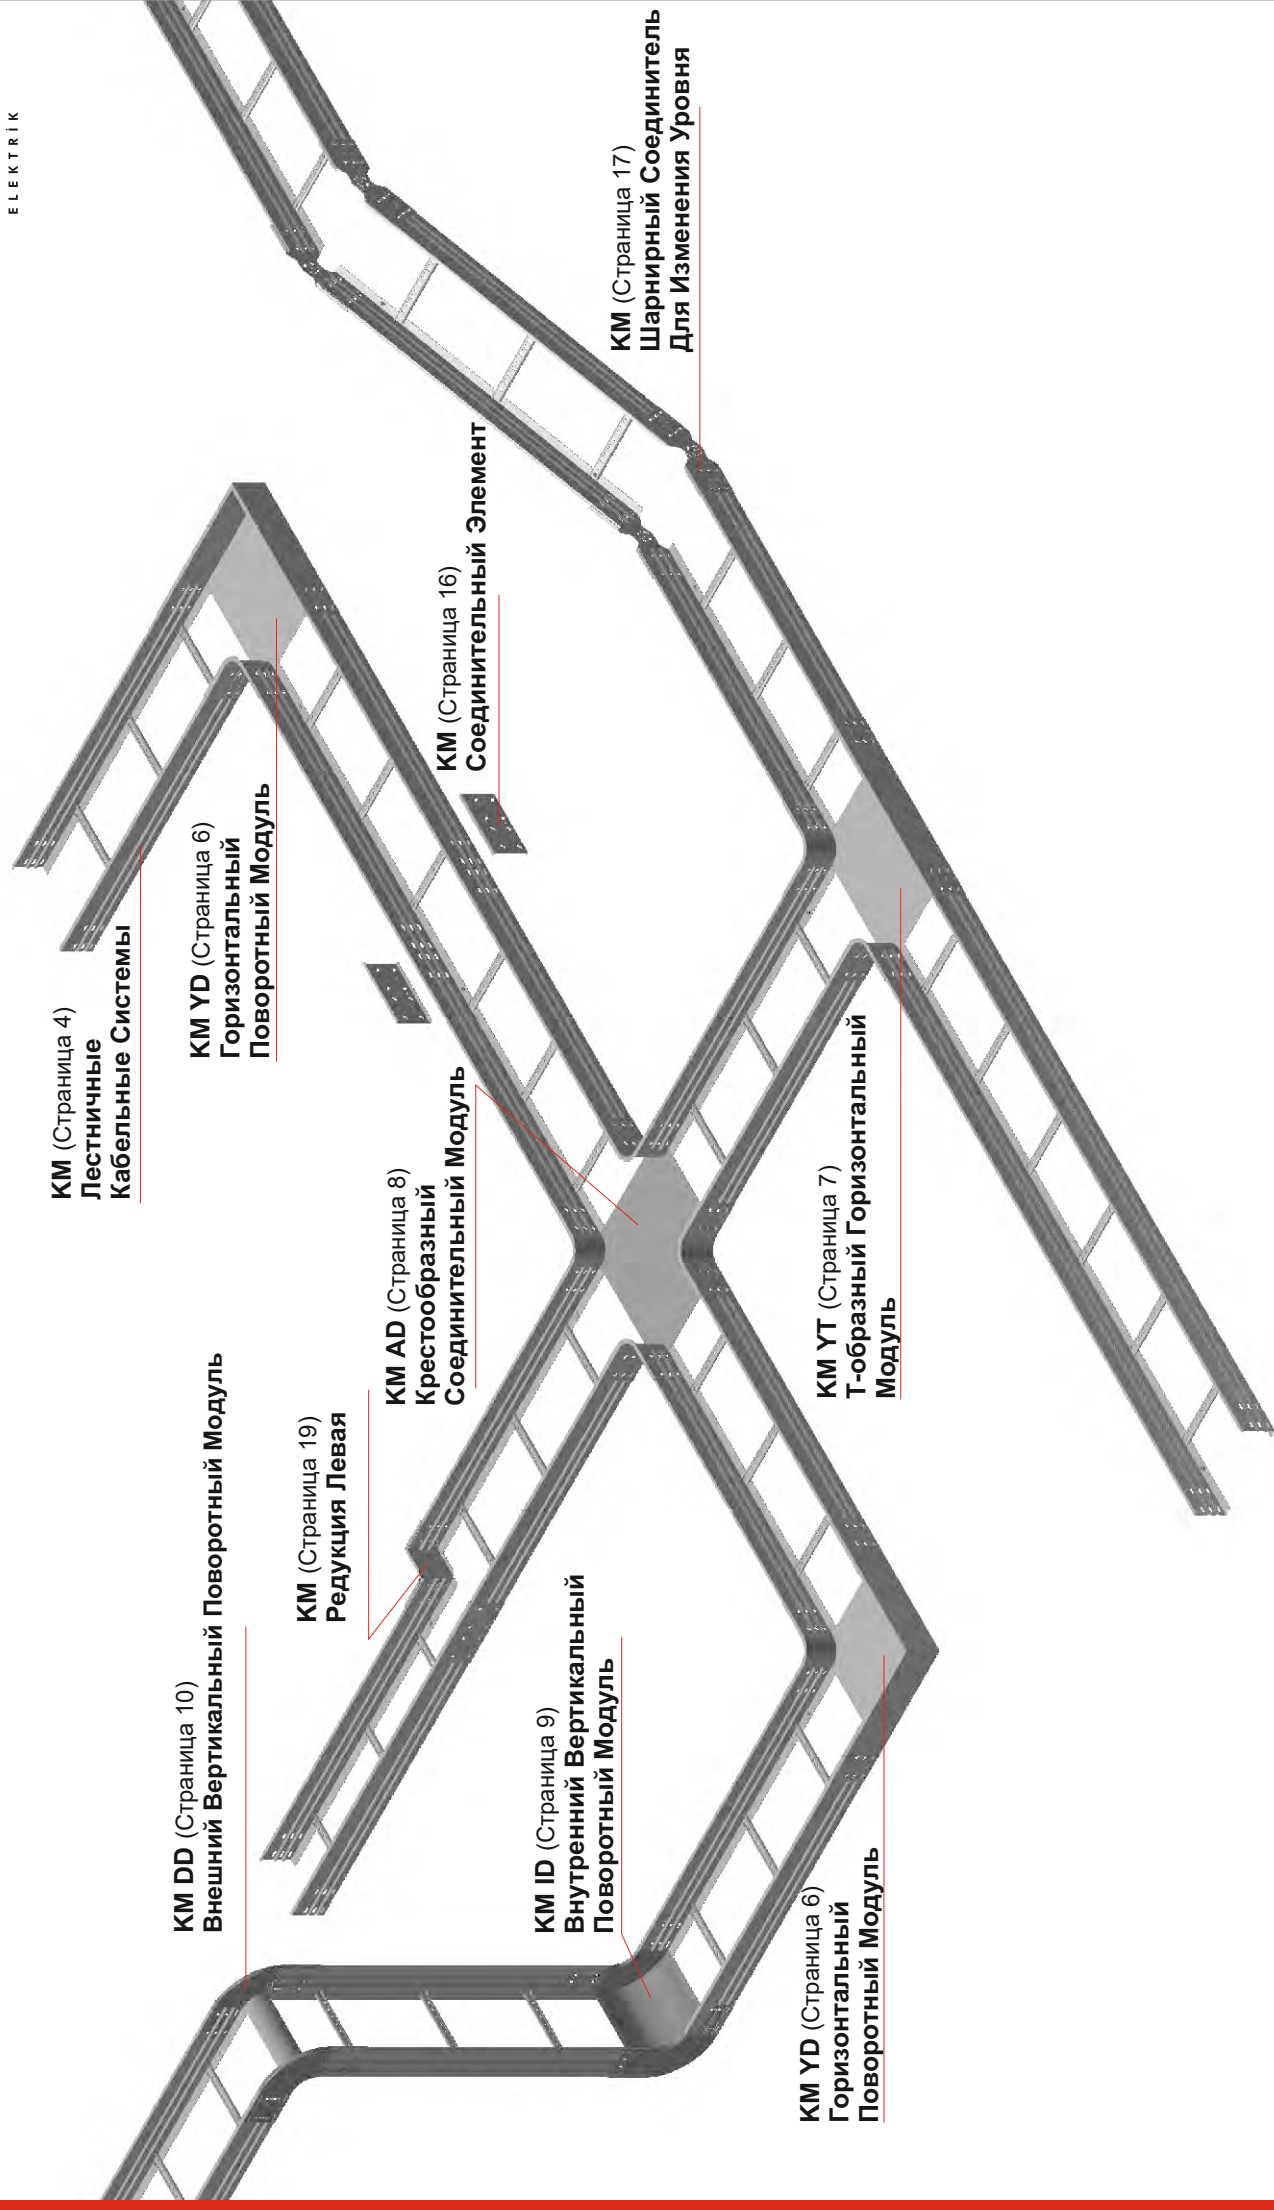 ELEKTRİK
KM DD (Страница 10)
Внешний Вертикальный Поворотный Модуль
KM (Страница 4)
Лестничные
Кабельные Системы
KM YD (Страница 6)
Горизонтальный
Поворотный Модуль
KM (Страница 19)
Редукция Левая
KM AD (Страница 8)
Крестообразный
Соединительный Модуль
KM (Страница 16)
Соединительный Элемент
KM ID (Страница 9)
Внутренний Вертикальный
Поворотный Модуль
KM (Страница 17)
Шарнирный Соединитель
Для Изменения Уровня
KM YD (Страница 6)
Горизонтальный
Поворотный Модуль
KM YT (Страница 7)
Т-образный Горизонтальный
Модуль